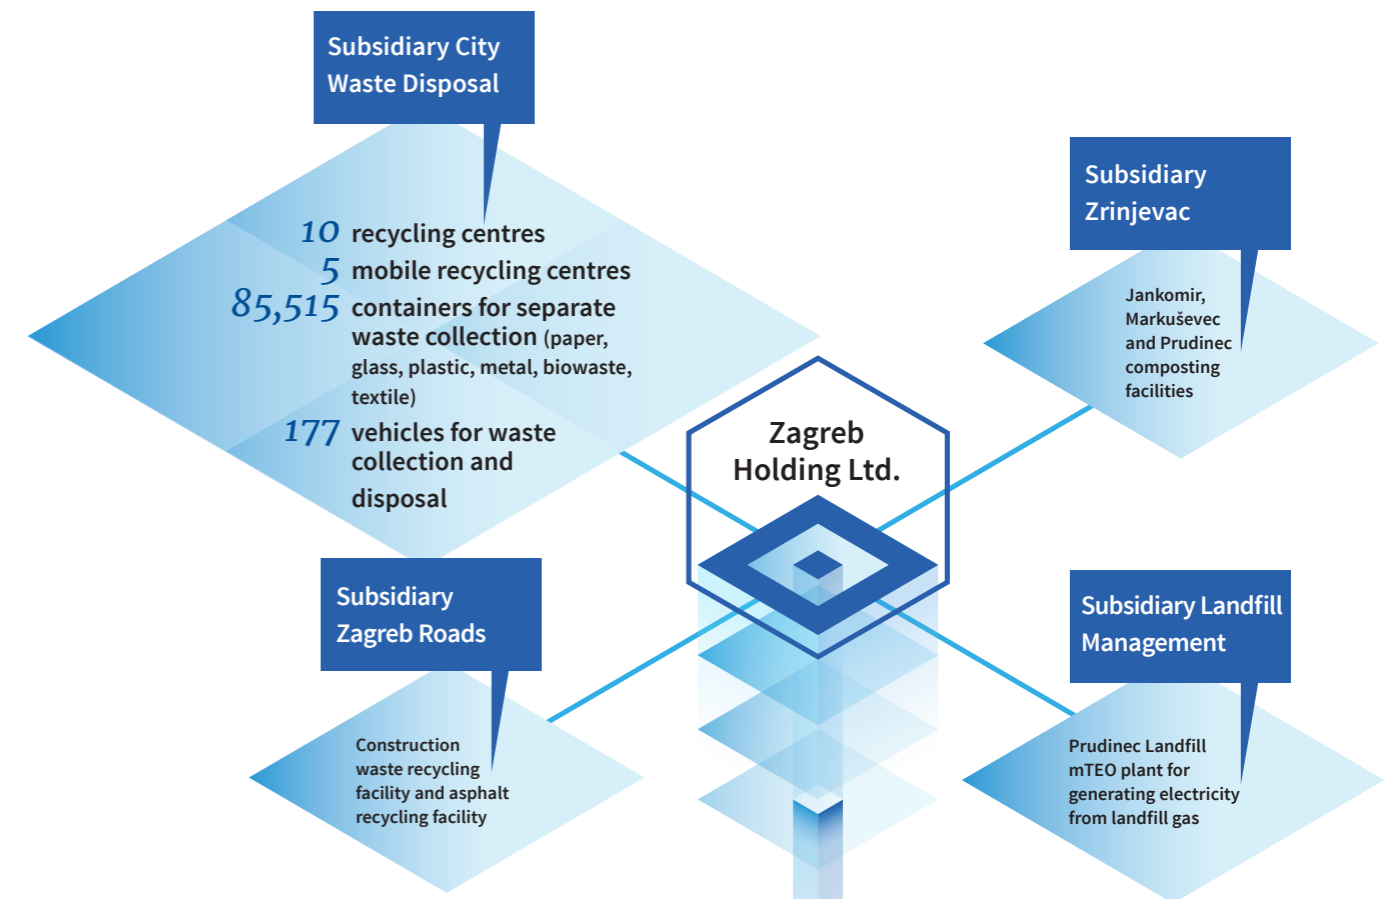 Subsidiary City
Waste Disposal
10 recycling centres
5 mobile recycling centres
85,515 containers for separate
waste collection (paper,
glass, plastic, metal, biowaste,
textile)
177 vehicles for waste
collection and
disposal
Subsidiary
Zrinjevac
Jankomir,
Markuševec
and Prudinec
composting
facilities
Zagreb
Holding Ltd.
Subsidiary
Zagreb Roads
Construction
waste recycling
facility and asphalt
recycling facility
Subsidiary Landfill
Management
Prudinec Landfill
mTEO plant for
generating electricity
from landfill gas